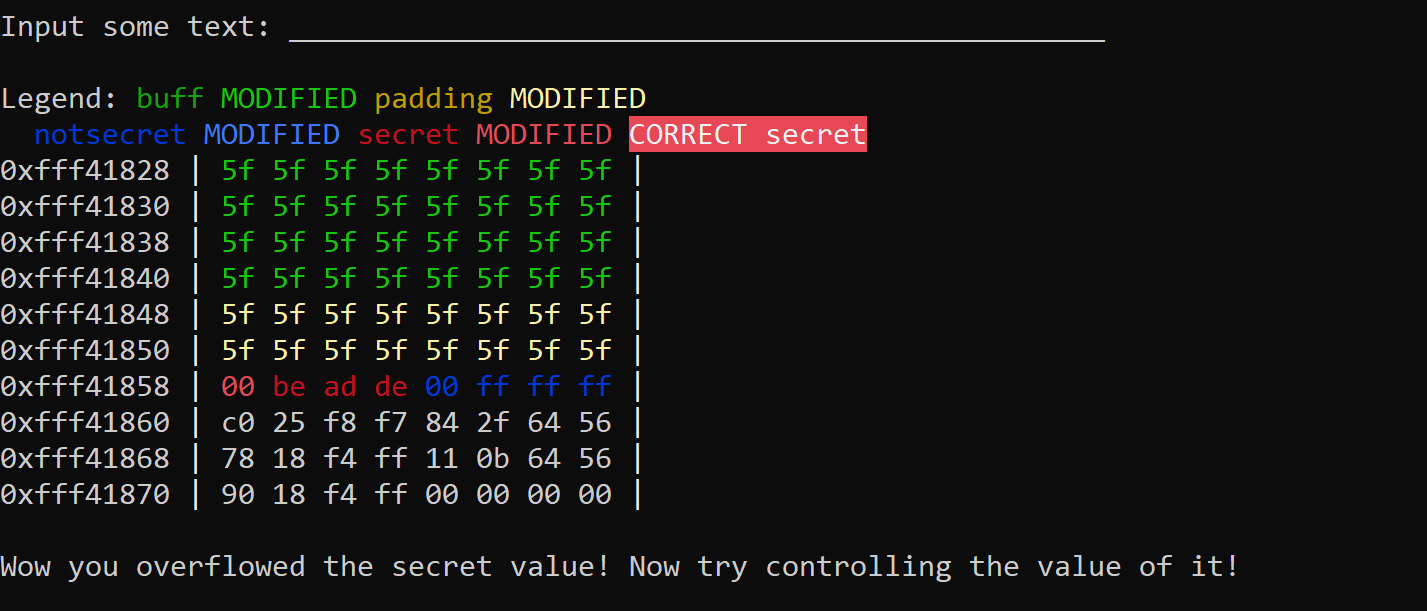 Input some text: ________________________________________________
Legend: buff MODIFIED padding MODIFIED
notsecret MODIFIED secret MODIFIED CORRECT secret
0xfff41828 | 5f 5f 5f 5f 5f 5f 5f 5f |
0xfff41830 | 5f 5f 5f 5f 5f 5f 5f 5f |
0xfff41838 | 5f 5f 5f 5f 5f 5f 5f 5f |
0xfff41840 | 5f 5f 5f 5f 5f 5f 5f 5f |
0xfff41848 | 5f 5f 5f 5f 5f 5f 5f 5f |
0xfff41850 | 5f 5f 5f 5f 5f 5f 5f 5f |
0xfff41858 | 00 be ad de 00 ff ff ff |
0xfff41860 | c0 25 f8 f7 84 2f 64 56 |
0xfff41868 | 78 18 f4 ff 11 0b 64 56 |
0xfff41870 | 90 18 f4 ff 00 00 00 00 |
Wow you overflowed the secret value! Now try controlling the value of it!